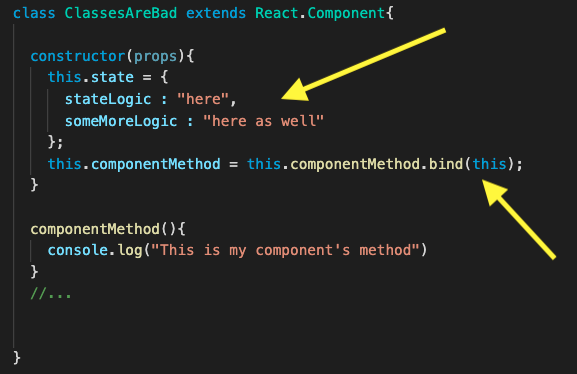 class ClassesAreBad extends React.Component{
constructor(props){
this.state = {
stateLogic : "here",
someMoreLogic : "here as well"
};
this.componentMethod = this.componentMethod.bind(this);
}
componentMethod(){
console.log("This is my component's method")
}
//...
}